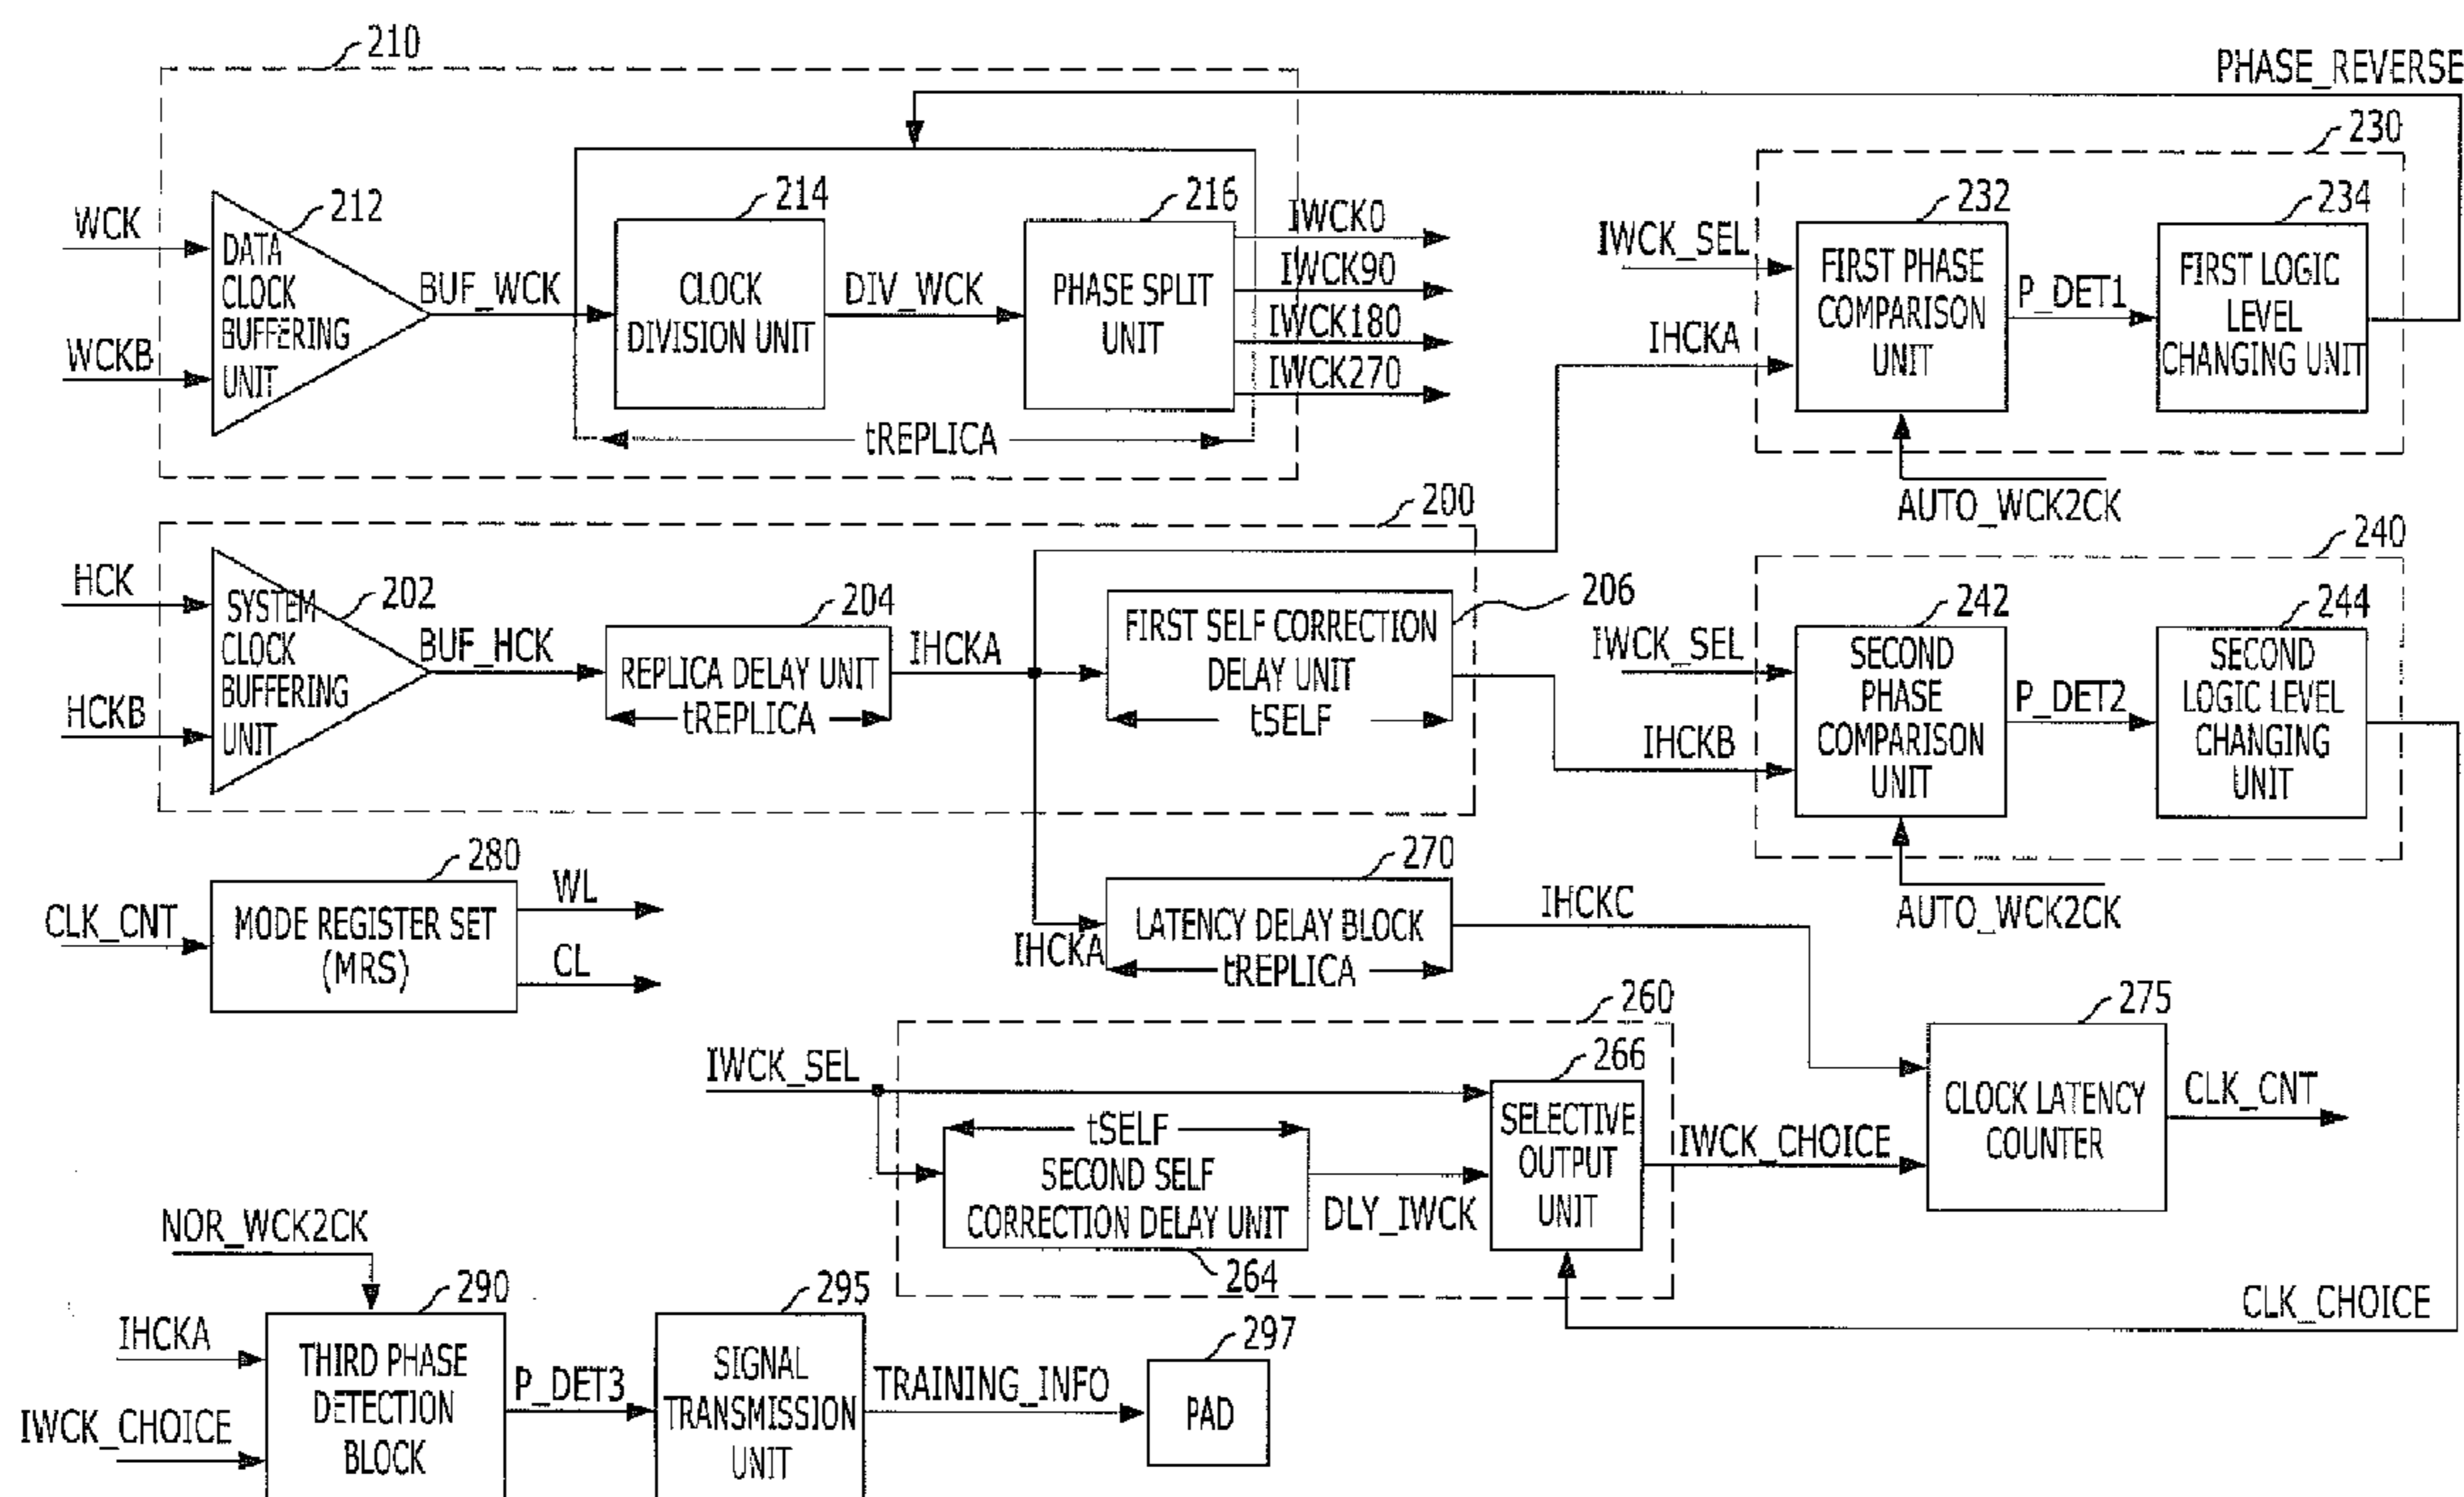 210
PHASE_REVERSE
WCK
WCKB
212
DATA
CLOCK
BUFFERING
UNIT
BUF_WCK
214
CLOCK
DIVISION UNIT
DIV_WCK
216
PHASE SPLIT
UNIT
IWCK0
IWCK90
IWCK180
IWCK270
tREPLICA
230
IWCK_SEL
IHCKA
232
FIRST PHASE
COMPARISON
UNIT
P_DET1
234
FIRST LOGIC
LEVEL
CHANGING UNIT
AUTO_WCK2CK
200
HCK
HCKB
202
SYSTEM
CLOCK
BUFFERING
UNIT
BUF_HCK
204
REPLICA DELAY UNIT
tREPLICA
IHCKA
206
FIRST SELF CORRECTION
DELAY UNIT
tSELF
240
IWCK_SEL
IHCKB
242
SECOND
PHASE
COMPARISON
UNIT
P_DET2
244
SECOND
LOGIC LEVEL
CHANGING
UNIT
AUTO_WCK2CK
280
CLK_CNT
MODE REGISTER SET
(MRS)
WL
CL
270
IHCKA
LATENCY DELAY BLOCK
tREPLICA
IHCKC
260
IWCK_SEL
tSELF
SECOND SELF
CORRECTION DELAY UNIT
264
DLY_IWCK
266
SELECTIVE
OUTPUT
UNIT
IWCK_CHOICE
275
CLOCK LATENCY
COUNTER
CLK_CNT
CLK_CHOICE
NOR_WCK2CK
290
IHCKA
IWCK_CHOICE
THIRD PHASE
DETECTION
BLOCK
P_DET3
295
SIGNAL
TRANSMISSION
UNIT
TRAINING_INFO
297
PAD